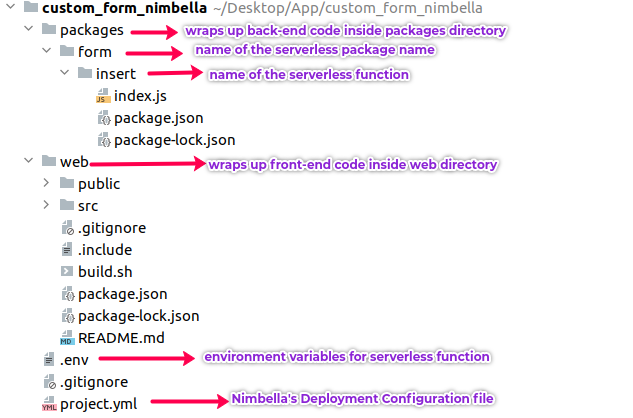 custom_form_nimbella ~/Desktop/App/custom_form_nimbella
packages wraps up back-end code inside packages directory
form name of the serverless package name
insert name of the serverless function
JS index.js
package.json
package-lock.json
web wraps up front-end code inside web directory
public
src
.gitignore
.include
build.sh
package.json
package-lock.json
MD README.md
.env environment variables for serverless function
.gitignore
YML project.yml Nimbella's Deployment Configuration file